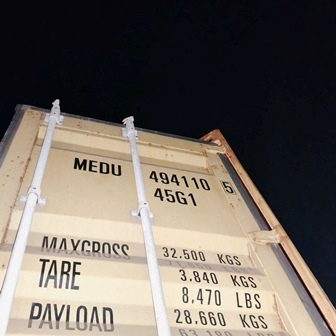 MEDU 494110 5
45G1
MAXGROSS 32.500 KGS
TARE 3.840 KGS
8,470 LBS
PAYLOAD 28.660 KGS